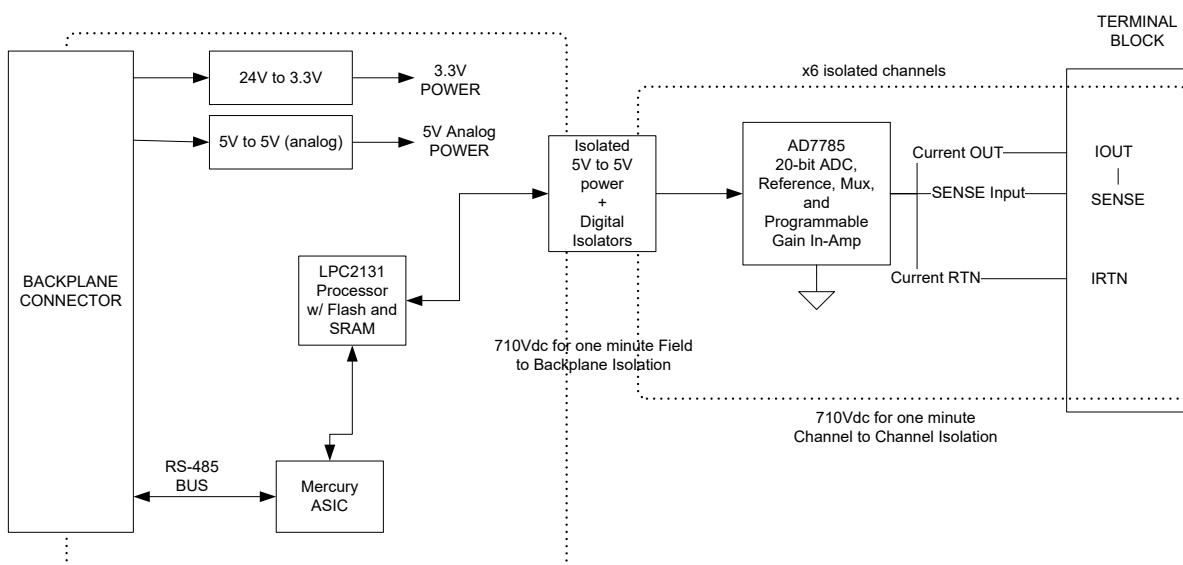 TERMINAL
BLOCK
BACKPLANE
CONNECTOR
24V to 3.3V
3.3V
POWER
5V to 5V (analog)
5V Analog
POWER
LPC2131
Processor
w/ Flash and
SRAM
RS-485
BUS
Mercury
ASIC
Isolated
5V to 5V
power
+
Digital
Isolators
710Vdc for one minute Field
to Backplane Isolation
x6 isolated channels
AD7785
20-bit ADC,
Reference, Mux,
and
Programmable
Gain In-Amp
Current OUT
SENSE Input
Current RTN
IOUT
|
SENSE
IRTN
710Vdc for one minute
Channel to Channel Isolation